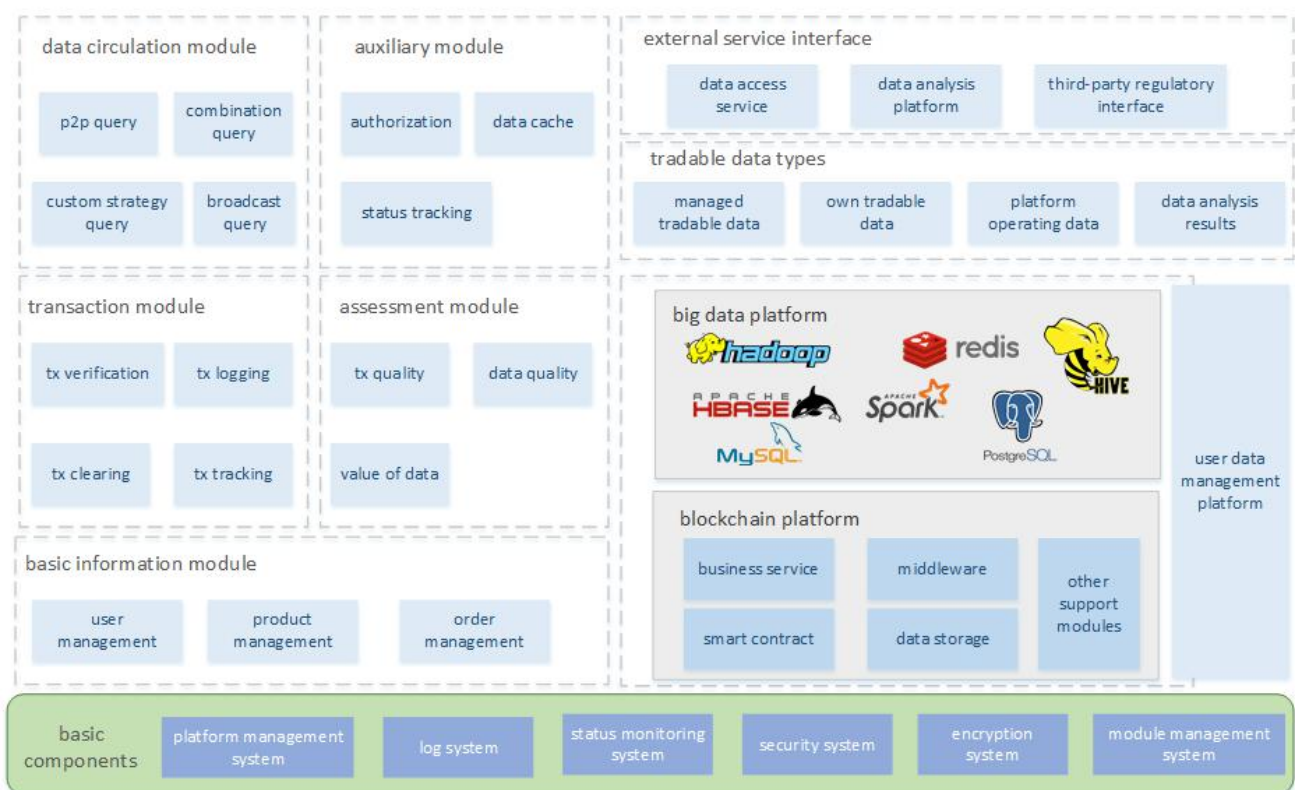 data circulation module
p2p query
combination
query
custom strategy
query
broadcast
query
auxiliary module
authorization
data cache
status tracking
external service interface
data access
service
data analysis
platform
third-party regulatory
interface
tradable data types
managed
tradable data
own tradable
data
platform
operating data
data analysis
results
transaction module
tx verification
tx logging
tx clearing
tx tracking
assessment module
tx quality
data quality
value of data
big data platform
hadoop
redis
HIVE
APACHE
HBASE
APACHE
Spark
MySQL
PostgreSQL
user data
management
platform
blockchain platform
business service
middleware
smart contract
data storage
other
support
modules
basic information module
user
management
product
management
order
management
basic
components
platform management
system
log system
status monitoring
system
security system
encryption
system
module management
system